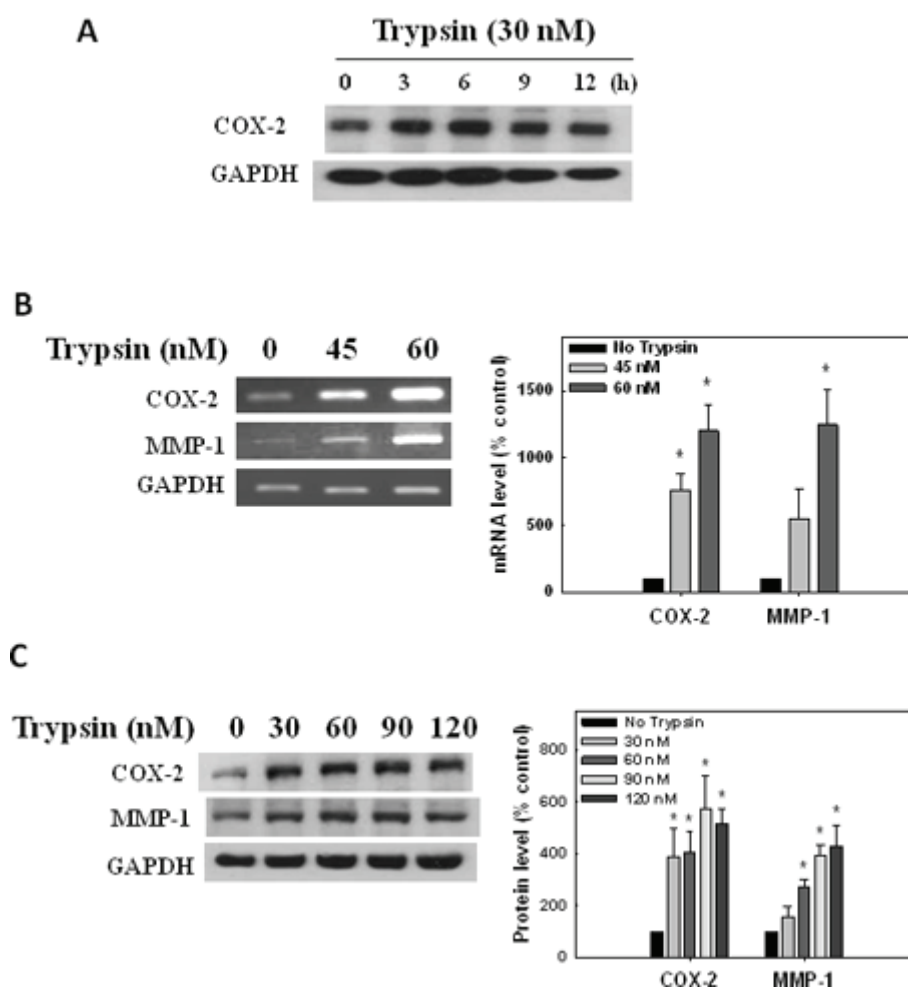 A
Trypsin (30 nM)
0 3 6 9 12 (h)
COX-2
GAPDH
B
Trypsin (nM) 0 45 60
COX-2
MMP-1
GAPDH
No Trypsin
45 nM
60 nM
* * *
mRNA level (% control)
1500
1000
500
0
COX-2 MMP-1
C
Trypsin (nM) 0 30 60 90 120
COX-2
MMP-1
GAPDH
No Trypsin
30 nM
60 nM
90 nM
120 nM
* * * * * * *
Protein level (% control)
800
600
400
200
0
COX-2 MMP-1